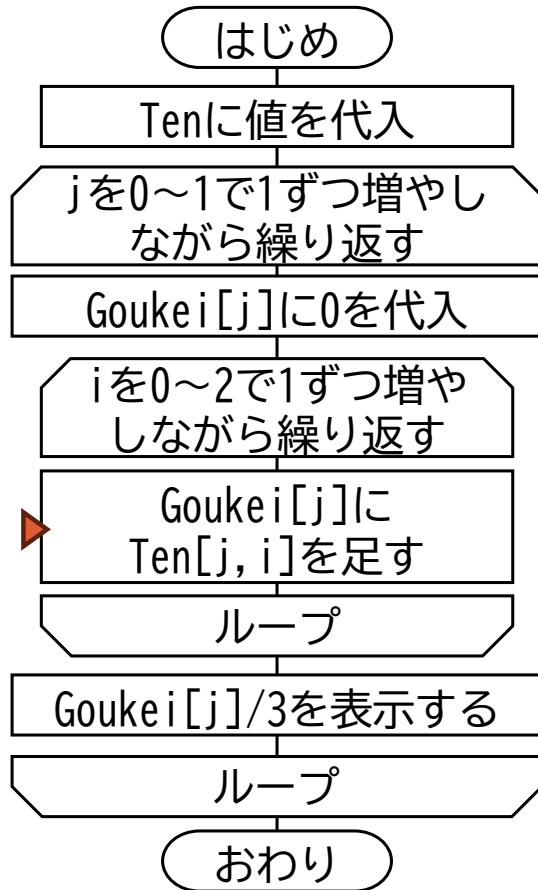 はじめ
Tenに値を代入
jを0～1で1ずつ増やし
ながら繰り返す
Goukei[j]に0を代入
iを0～2で1ずつ増や
しながら繰り返す
Goukei[j]に
Ten[j,i]を足す
ループ
Goukei[j]/3を表示する
ループ
おわり